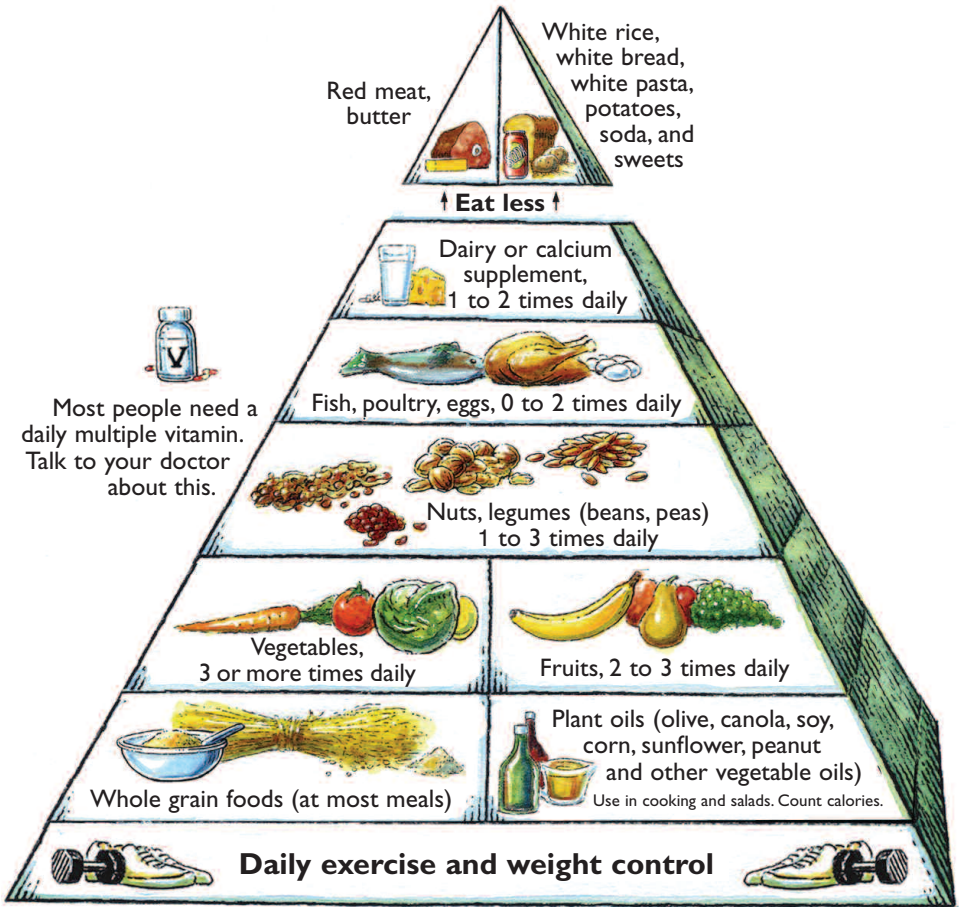 Red meat,
butter
White rice,
white bread,
white pasta,
potatoes,
soda, and
sweets
SODA
Eat less
Dairy or calcium
supplement,
1 to 2 times daily
V
Most people need a
daily multiple vitamin.
Talk to your doctor
about this.
Fish, poultry, eggs, 0 to 2 times daily
Nuts, legumes (beans, peas)
1 to 3 times daily
Vegetables,
3 or more times daily
Fruits, 2 to 3 times daily
Whole grain foods (at most meals)
Plant oils (olive, canola, soy,
corn, sunflower, peanut
and other vegetable oils)
Use in cooking and salads. Count calories.
Daily exercise and weight control